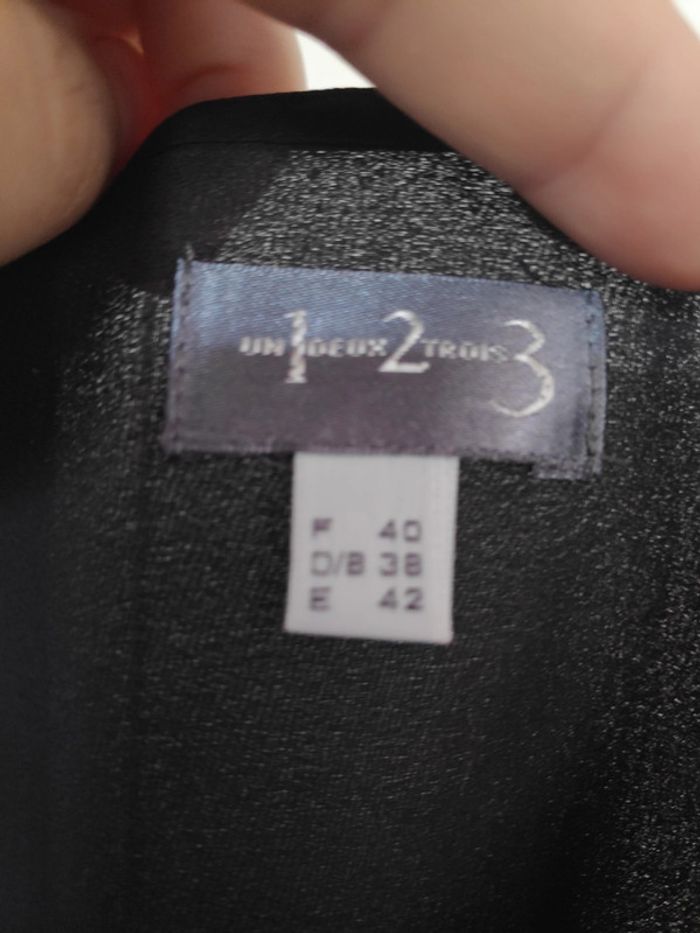 UN 1 DEUX 2 TROIS 3
F 40
D/B 38
E 42